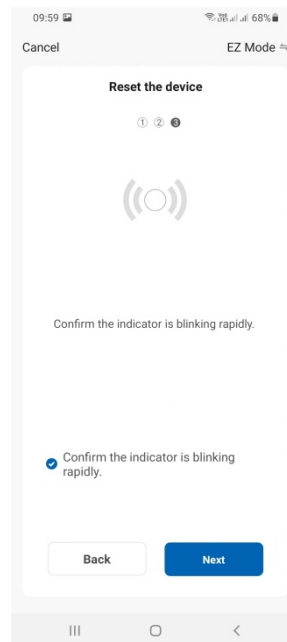 09:59 68%
Cancel EZ Mode
Reset the device
① ② ❸
Confirm the indicator is blinking rapidly.
Confirm the indicator is blinking
rapidly.
Back Next